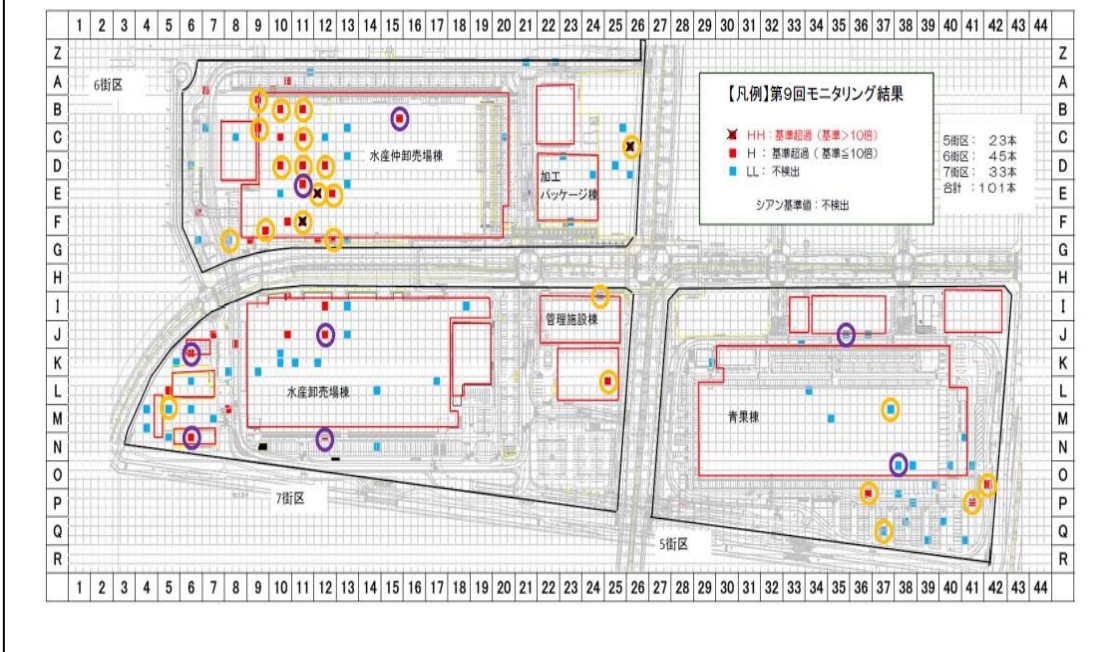 1 2 3 4 5 6 7 8 9 10 11 12 13 14 15 16 17 18 19 20 21 22 23 24 25 26 27 28 29 30 31 32 33 34 35 36 37 38 39 40 41 42 43 44
Z Z
A A
6街区
B B
【凡例】第9回モニタリング結果
C C
HH：基準超過（基準＞10倍）
H ：基準超過（基準≦10倍）
LL：不検出
シアン基準値：不検出
5街区： 23本
6街区： 45本
7街区： 33本
合計 ：101本
水産仲卸売場棟
D D
加工
パッケージ棟
E E
F F
G G
H H
I I
管理施設棟
J J
K K
L L
水産卸売場棟
M M
青果棟
N N
O O
7街区
P P
Q Q
5街区
R R
1 2 3 4 5 6 7 8 9 10 11 12 13 14 15 16 17 18 19 20 21 22 23 24 25 26 27 28 29 30 31 32 33 34 35 36 37 38 39 40 41 42 43 44